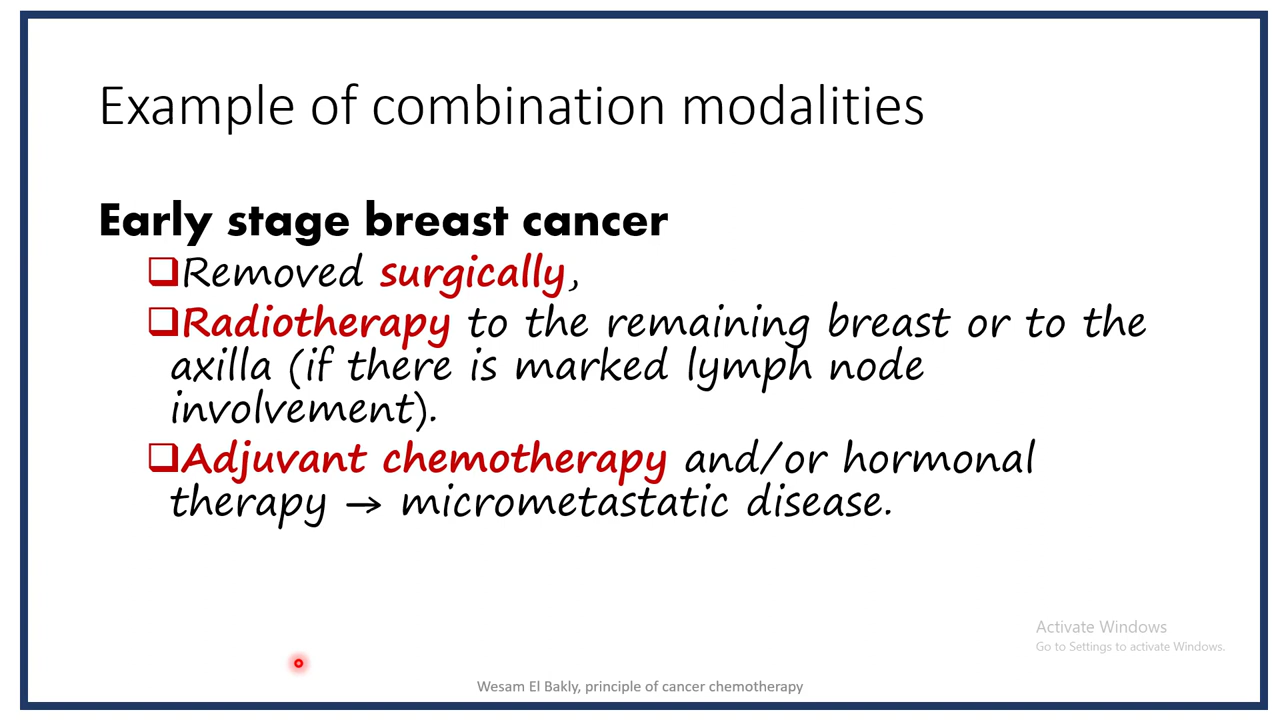 Example of combination modalities
Early stage breast cancer
Removed surgically,
Radiotherapy to the remaining breast or to the
axilla (if there is marked lymph node
involvement).
Adjuvant chemotherapy and/or hormonal
therapy → micrometastatic disease.
Activate Windows
Go to Settings to activate Windows.
Wesam El Bakly, principle of cancer chemotherapy